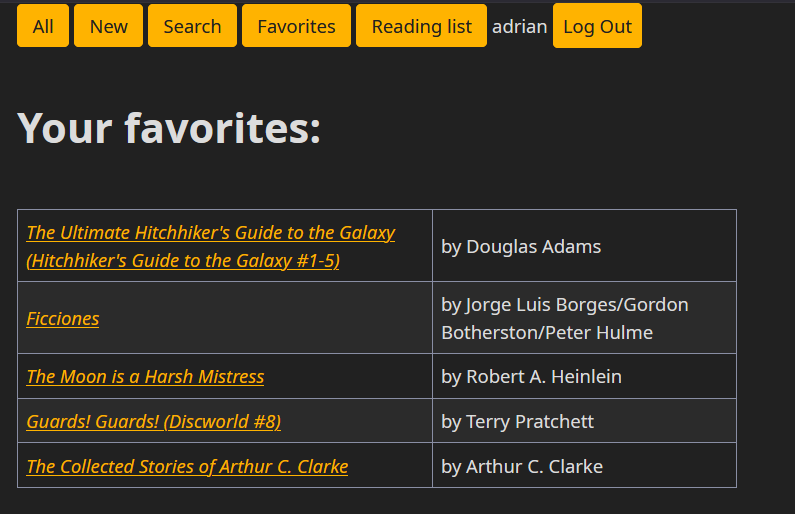 All New Search Favorites Reading list adrian Log Out
Your favorites:
The Ultimate Hitchhiker's Guide to the Galaxy
(Hitchhiker's Guide to the Galaxy #1-5)
by Douglas Adams
Ficciones
by Jorge Luis Borges/Gordon
Botherston/Peter Hulme
The Moon is a Harsh Mistress
by Robert A. Heinlein
Guards! Guards! (Discworld #8)
by Terry Pratchett
The Collected Stories of Arthur C. Clarke
by Arthur C. Clarke